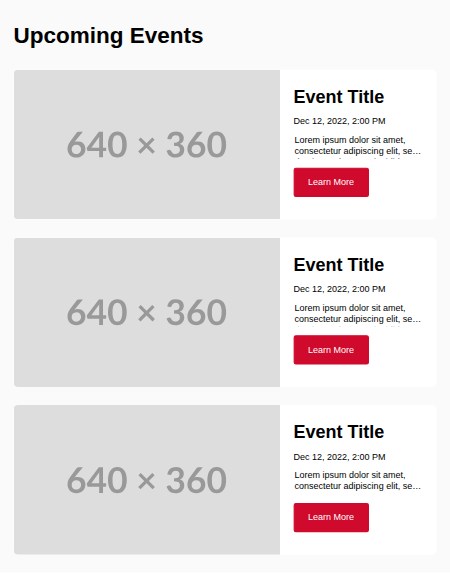 Upcoming Events
640 × 360
Event Title
Dec 12, 2022, 2:00 PM
Lorem ipsum dolor sit amet,
consectetur adipiscing elit, se…
Learn More
640 × 360
Event Title
Dec 12, 2022, 2:00 PM
Lorem ipsum dolor sit amet,
consectetur adipiscing elit, se…
Learn More
640 × 360
Event Title
Dec 12, 2022, 2:00 PM
Lorem ipsum dolor sit amet,
consectetur adipiscing elit, se…
Learn More